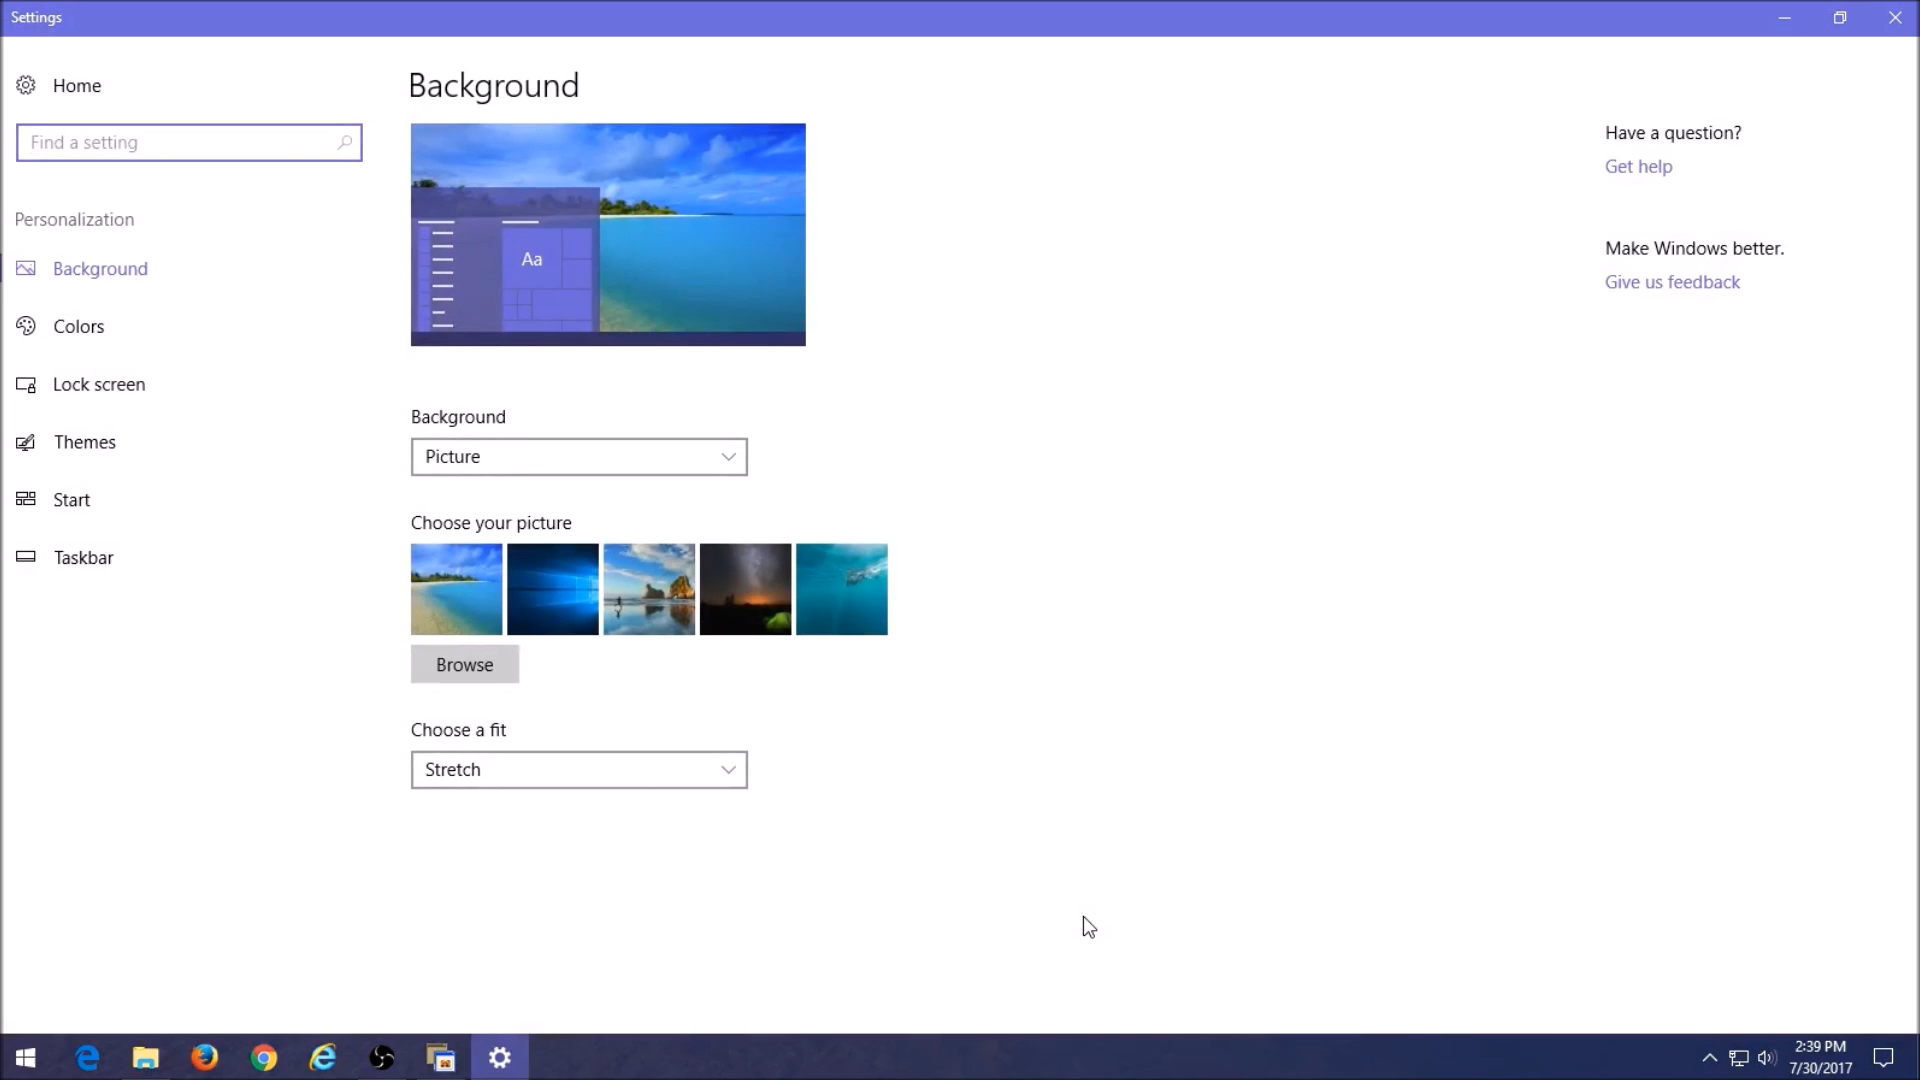 Settings
Home
Find a setting
Personalization
Background
Colors
Lock screen
Themes
Start
Taskbar
Background
Aa
Background
Picture
Choose your picture
Browse
Choose a fit
Stretch
Have a question?
Get help
Make Windows better.
Give us feedback
2:39 PM
7/30/2017